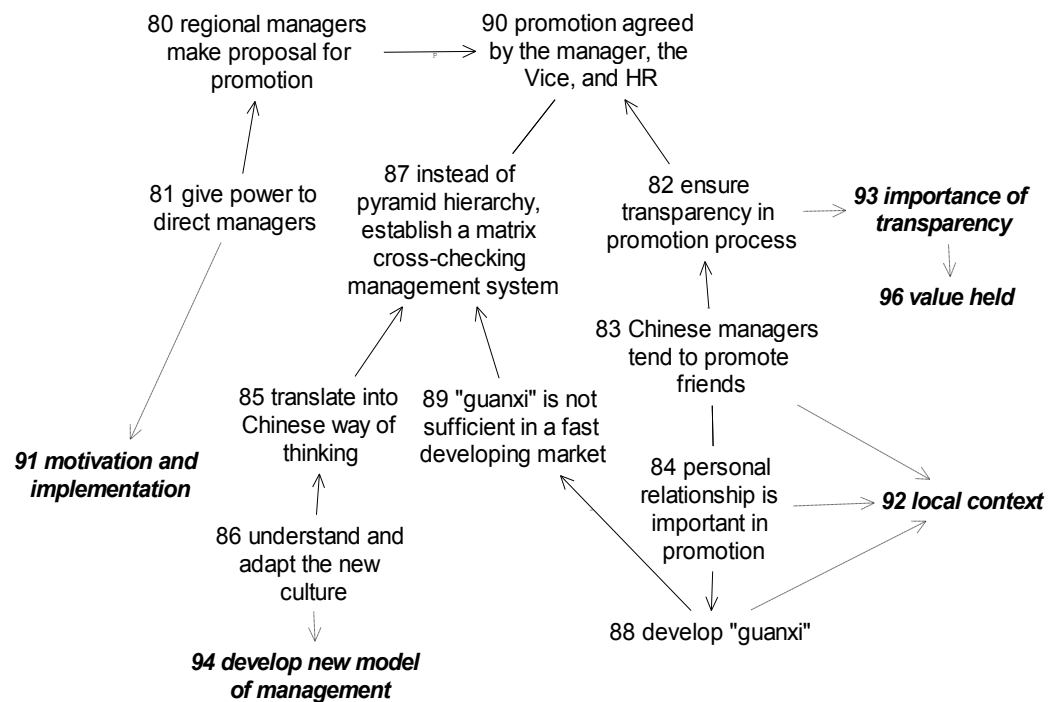 80 regional managers
make proposal for
promotion
90 promotion agreed
by the manager, the
Vice, and HR
81 give power to
direct managers
87 instead of
pyramid hierarchy,
establish a matrix
cross-checking
management system
82 ensure
transparency in
promotion process
93 importance of
transparency
96 value held
83 Chinese managers
tend to promote
friends
85 translate into
Chinese way of
thinking
89 "guanxi" is not
sufficient in a fast
developing market
91 motivation and
implementation
84 personal
relationship is
important in
promotion
92 local context
86 understand and
adapt the new
culture
88 develop "guanxi"
94 develop new model
of management